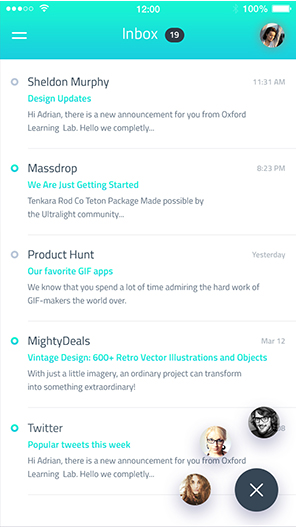 12:00
100%
Inbox 19
Sheldon Murphy 11:31 AM
Design Updates
Hi Adrian, there is a new announcement for you from Oxford
Learning Lab. Hello we completly...
Massdrop 8:23 PM
We Are Just Getting Started
Tenkara Rod Co Teton Package Made possible by
the Ultralight community...
Product Hunt Yesterday
Our favorite GIF apps
We know that you spend a lot of time admiring the hard work of
GIF-makers the world over.
MightyDeals Mar 12
Vintage Design: 600+ Retro Vector Illustrations and Objects
With just a little imagery, an ordinary project can transform
into something extraordinary!
Twitter
Popular tweets this week
Hi Adrian, there is a new announcement for you from Oxford
Learning Lab. Hello we completly...